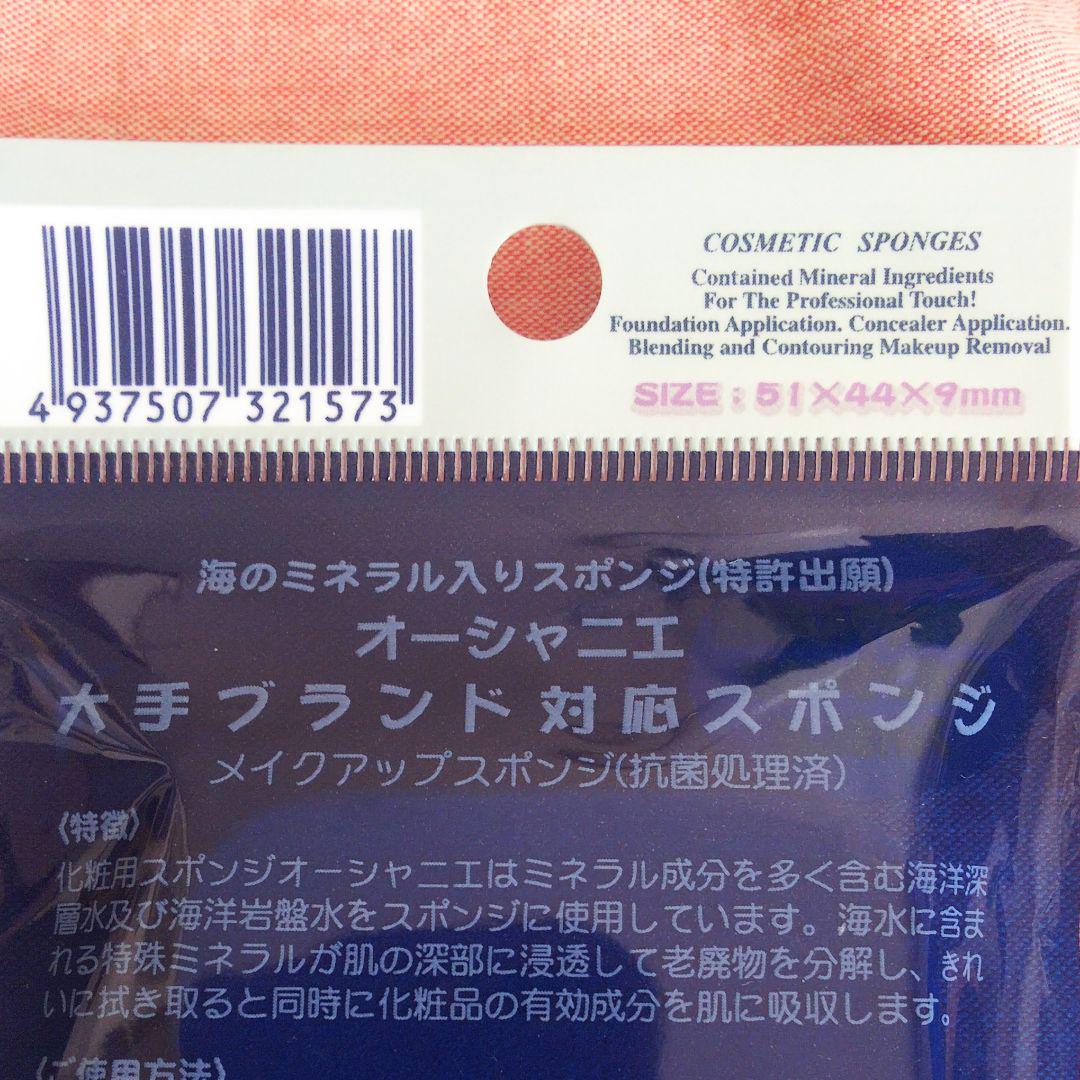 4 937507 321573
COSMETIC SPONGES
Contained Mineral Ingredients
For The Professional Touch!
Foundation Application. Concealer Application.
Blending and Contouring Makeup Removal
SIZE : 51×44×9mm
海のミネラル入りスポンジ(特許出願)
オーシャニエ
大手ブランド対応スポンジ
メイクアップスポンジ(抗菌処理済)
〈特徴〉
化粧用スポンジオーシャニエはミネラル成分を多く含む海洋深
層水及び海洋岩盤水をスポンジに使用しています。海水に含ま
れる特殊ミネラルが肌の深部に浸透して老廃物を分解し、きれ
いに拭き取ると同時に化粧品の有効成分を肌に吸収します。
〈ご使用方法〉